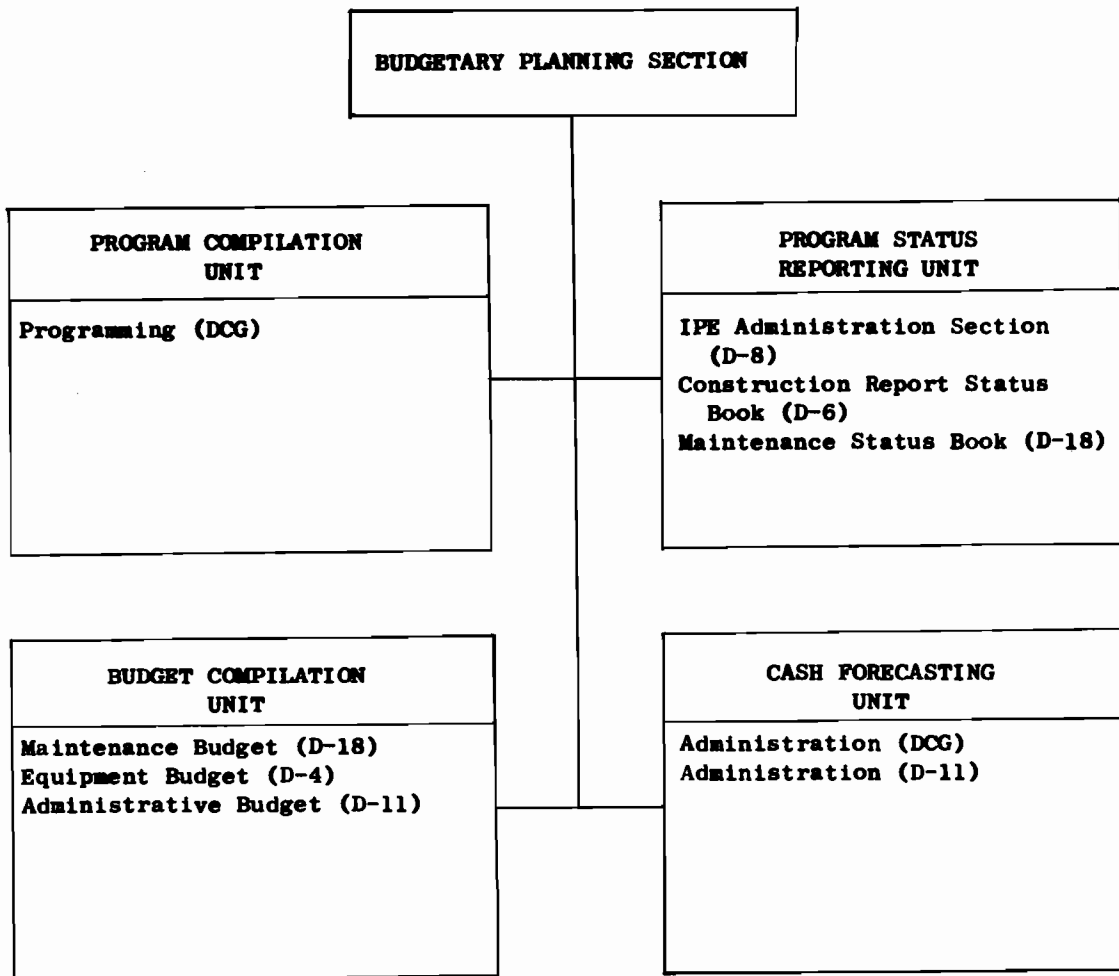 BUDGETARY PLANNING SECTION
PROGRAM COMPILATION
UNIT
Programming (DCG)
PROGRAM STATUS
REPORTING UNIT
IPE Administration Section
(D-8)
Construction Report Status
Book (D-6)
Maintenance Status Book (D-18)
BUDGET COMPILATION
UNIT
Maintenance Budget (D-18)
Equipment Budget (D-4)
Administrative Budget (D-11)
CASH FORECASTING
UNIT
Administration (DCG)
Administration (D-11)